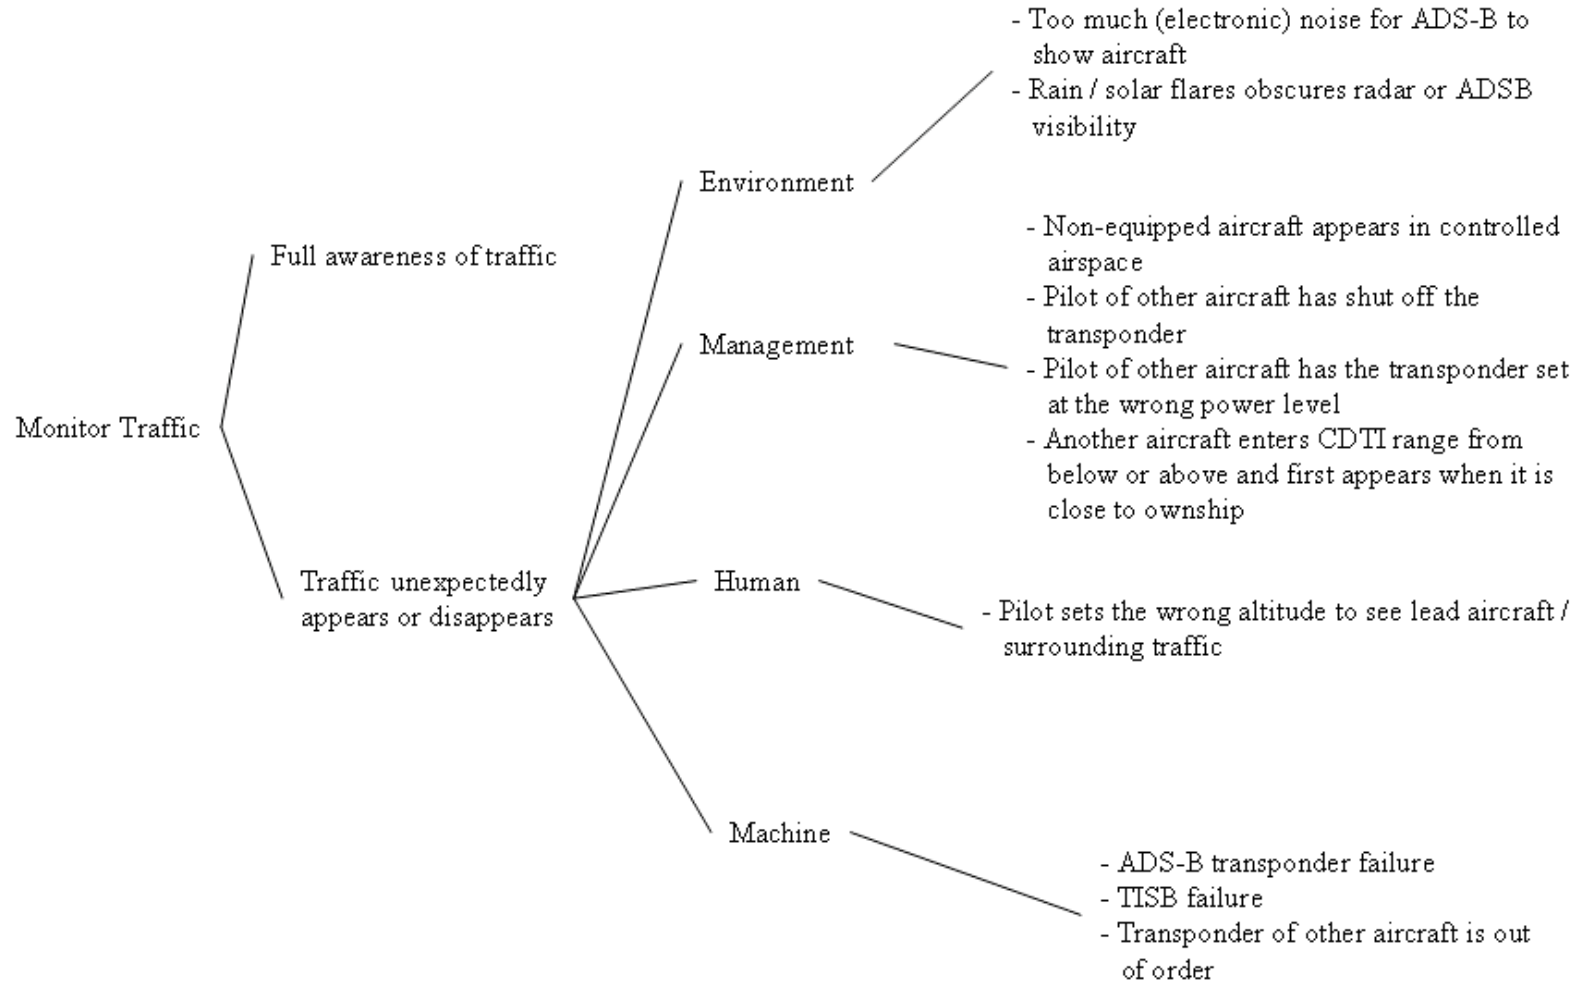 - Too much (electronic) noise for ADS-B to
show aircraft
- Rain / solar flares obscures radar or ADSB
visibility
Environment
- Non-equipped aircraft appears in controlled
airspace
Full awareness of traffic
- Pilot of other aircraft has shut off the
transponder
Management
- Pilot of other aircraft has the transponder set
at the wrong power level
Monitor Traffic
- Another aircraft enters CDTI range from
below or above and first appears when it is
close to ownship
Traffic unexpectedly
appears or disappears
Human
- Pilot sets the wrong altitude to see lead aircraft /
surrounding traffic
Machine
- ADS-B transponder failure
- TISB failure
- Transponder of other aircraft is out
of order